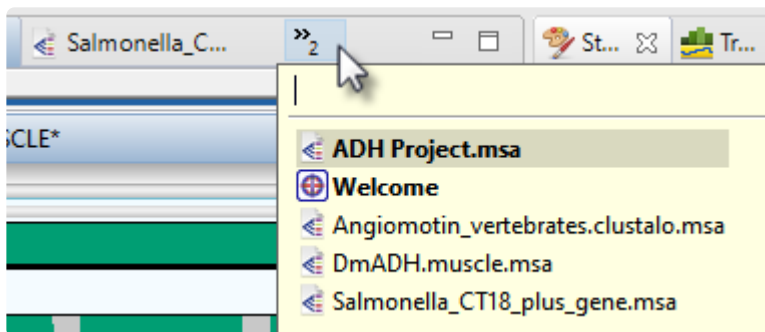 Salmonella_C... »2 St... Tr...
SCLE*
ADH Project.msa
Welcome
Angiomotin_vertebrates.clustalo.msa
DmADH.muscle.msa
Salmonella_CT18_plus_gene.msa